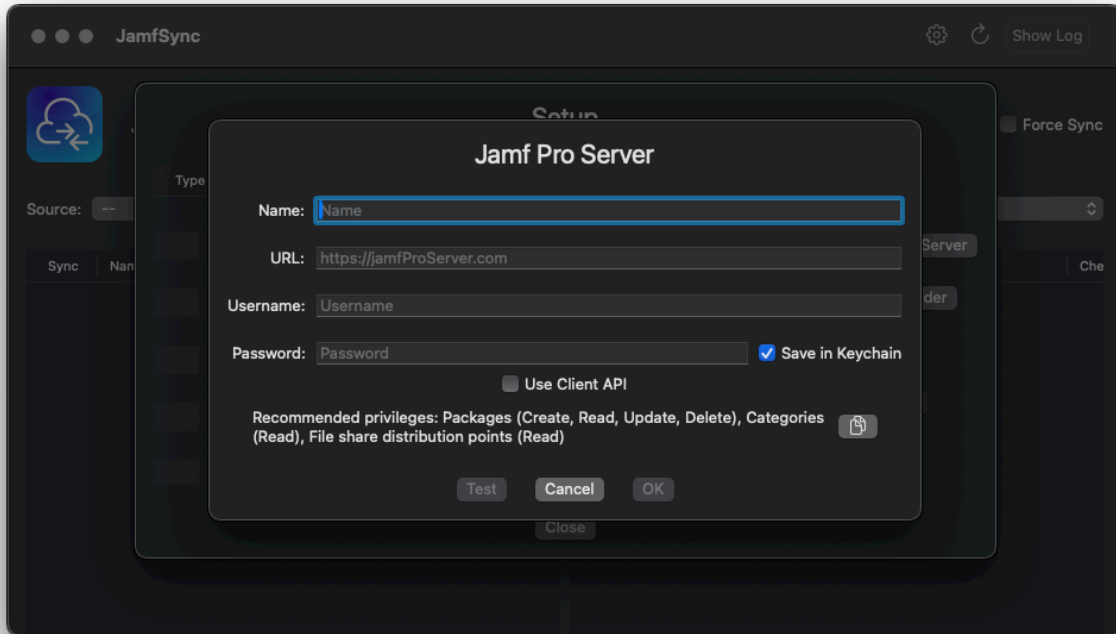 JamfSync
Show Log
Setup
Force Sync
Jamf Pro Server
Type
Source: --
Name: Name
URL: https://jamfProServer.com
Server
Sync Nam
Che
der
Username: Username
Password: Password Save in Keychain
Use Client API
Recommended privileges: Packages (Create, Read, Update, Delete), Categories
(Read), File share distribution points (Read)
Test Cancel OK
Close